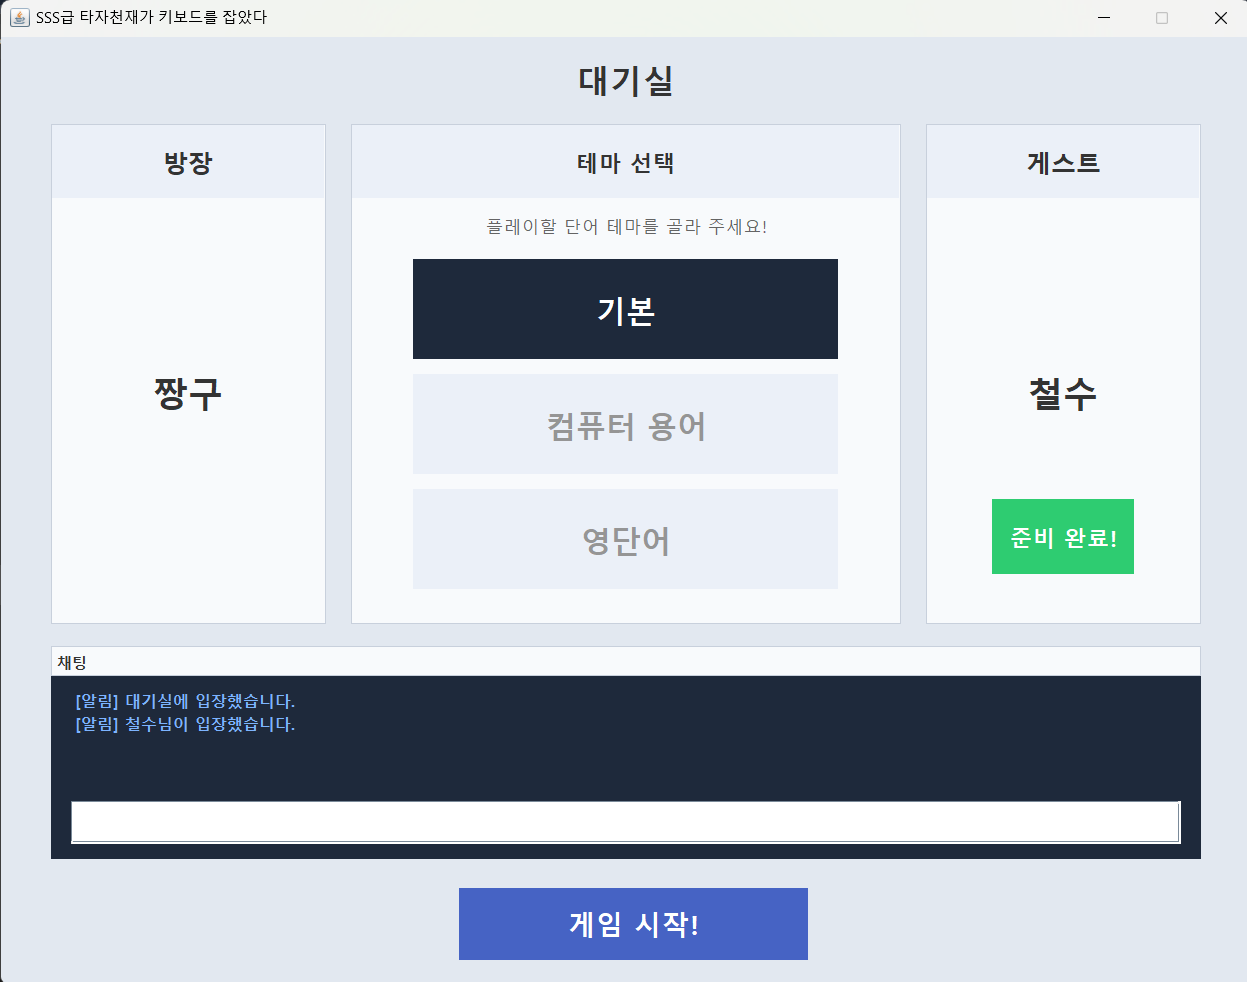 SSS급 타자천재가 키보드를 잡았다
대기실
방장
테마 선택
게스트
플레이할 단어 테마를 골라 주세요!
기본
컴퓨터 용어
영단어
짱구
철수
준비 완료!
채팅
[알림] 대기실에 입장했습니다.
[알림] 철수님이 입장했습니다.
게임 시작!